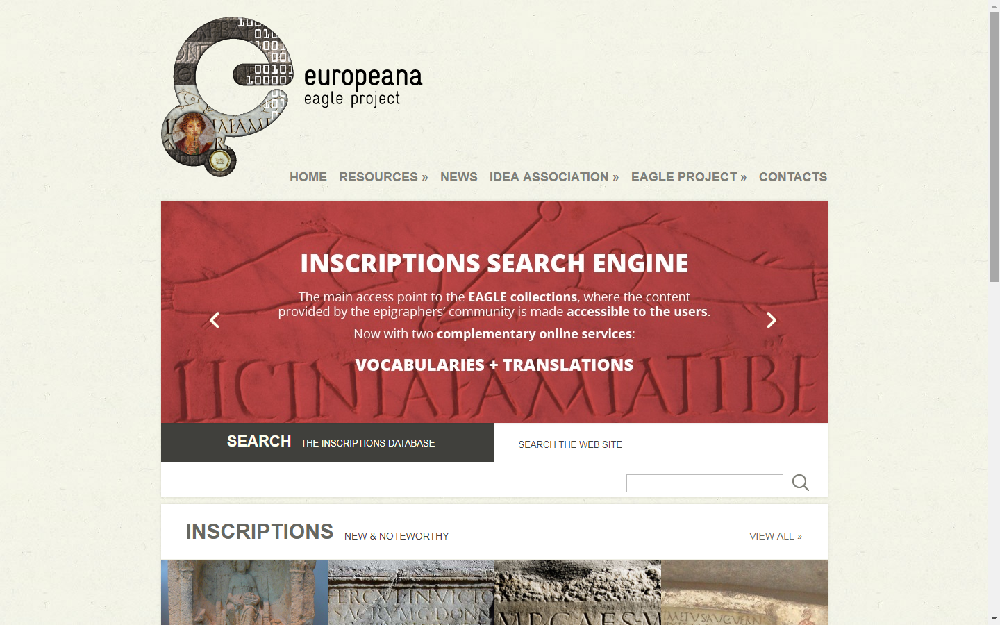 europeana
eagle project
HOME RESOURCES » NEWS IDEA ASSOCIATION » EAGLE PROJECT » CONTACTS
INSCRIPTIONS SEARCH ENGINE
The main access point to the EAGLE collections, where the content
provided by the epigraphers’ community is made accessible to the users.
Now with two complementary online services:
VOCABULARIES + TRANSLATIONS
LICINIAE AMIATI BE
SEARCH THE INSCRIPTIONS DATABASE
SEARCH THE WEB SITE
INSCRIPTIONS NEW & NOTEWORTHY
VIEW ALL »